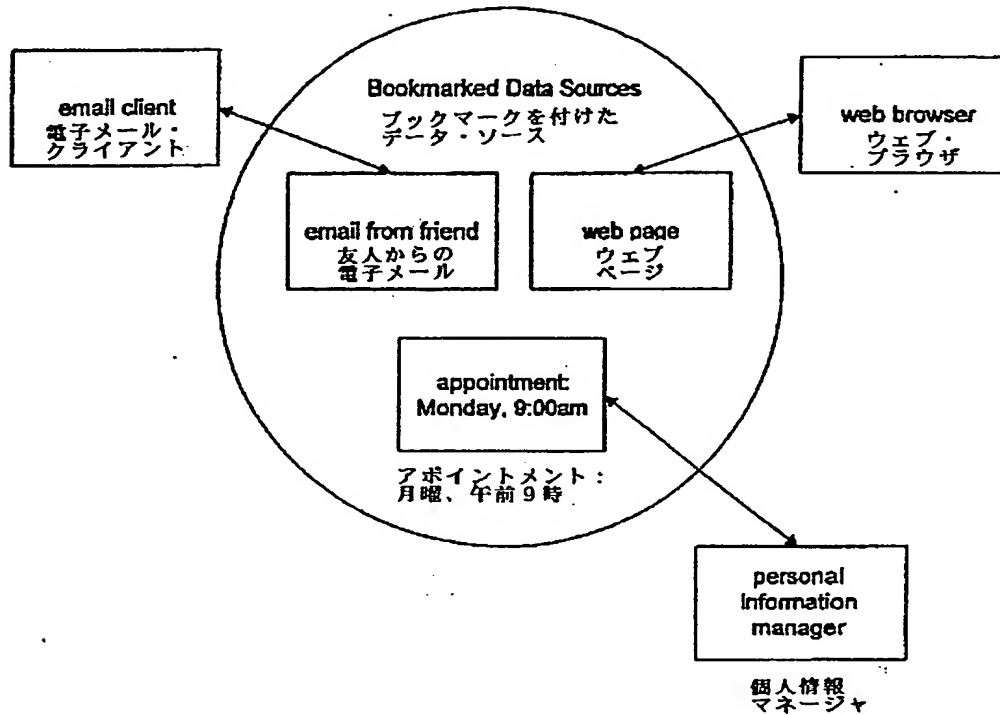 email client
電子メール・
クライアント
Bookmarked Data Sources
ブックマークを付けた
データ・ソース
web browser
ウェブ・
ブラウザ
email from friend
友人からの
電子メール
web page
ウェブ
ページ
appointment:
Monday, 9:00am
アポイントメント：
月曜、午前９時
personal
information
manager
個人情報
マネージャ